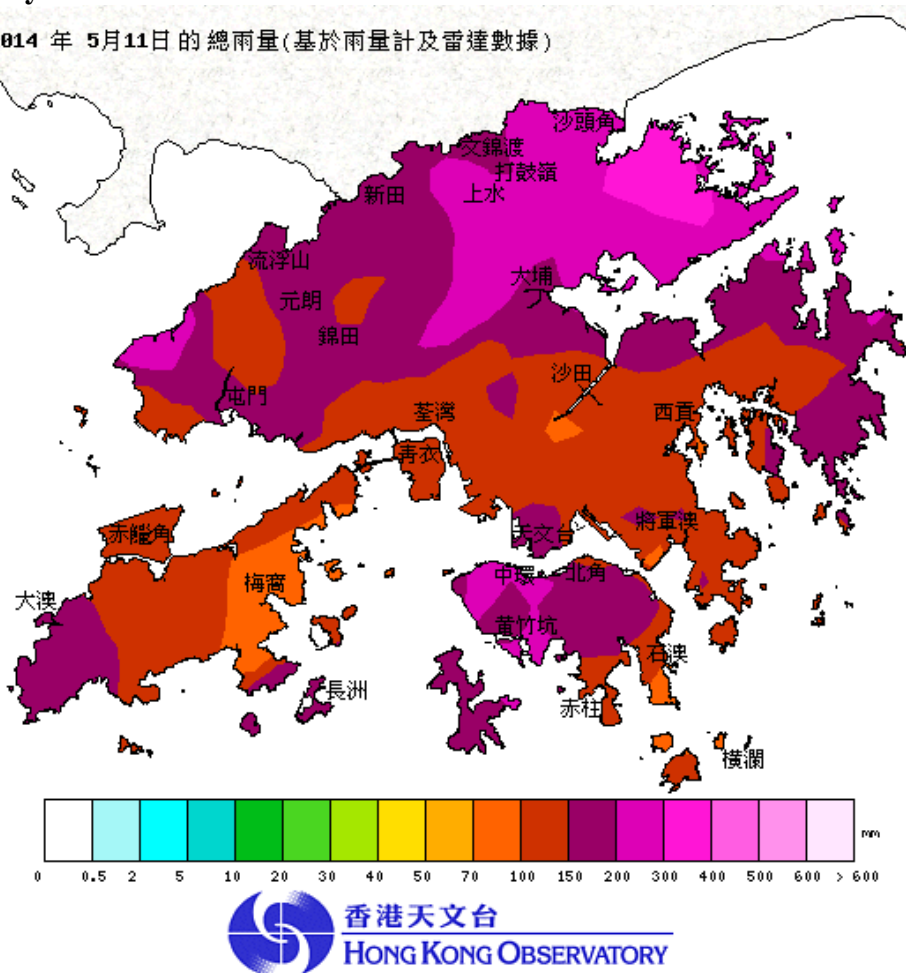 014 年 5月11日的總雨量(基於雨量計及雷達數據)
沙頭角
文錦渡
打鼓嶺
新田
上水
流浮山
大埔
元朗
錦田
沙田
屯門
荃灣
西貢
青衣
將軍澳
赤鱲角
天文台
中環
北角
梅窩
大澳
黃竹坑
石澳
長洲
赤柱
橫瀾
mm
0 0.5 2 5 10 20 30 40 50 70 100 150 200 300 400 500 600 > 600
香港天文台
HONG KONG OBSERVATORY